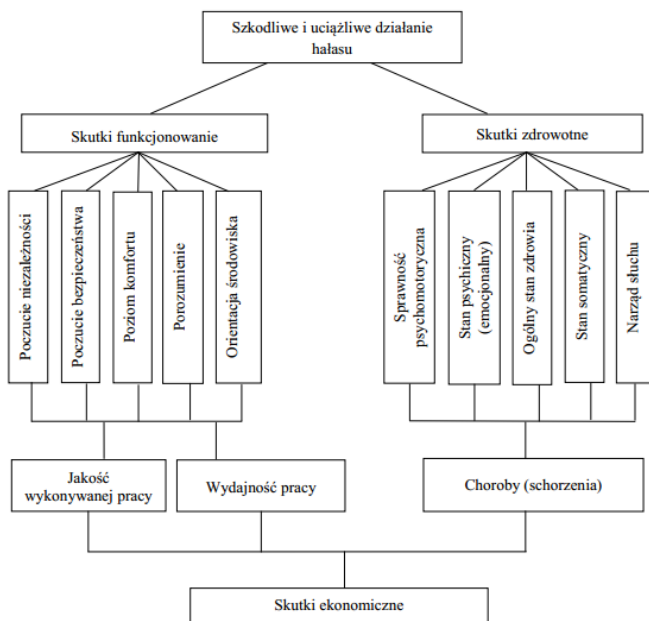 Szkodliwe i uciążliwe działanie
hałasu
Skutki funkcjonowanie
Skutki zdrowotne
Poczucie niezależności
Poczucie bezpieczeństwa
Poziom komfortu
Porozumienie
Orientacja środowiska
Sprawność
psychomotoryczna
Stan psychiczny
(emocjonalny)
Ogólny stan zdrowia
Stan somatyczny
Narząd słuchu
Jakość
wykonywanej pracy
Wydajność pracy
Choroby (schorzenia)
Skutki ekonomiczne